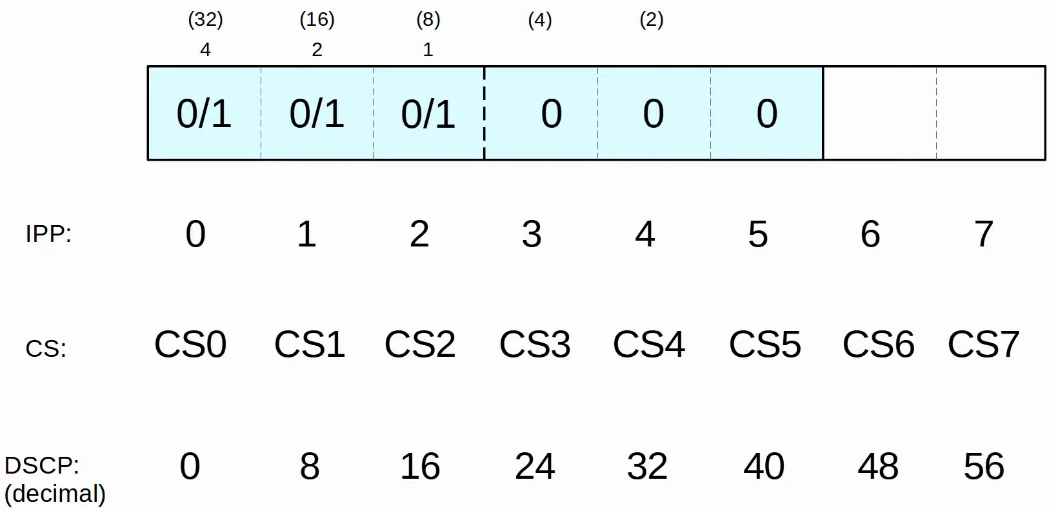 (32) (16) (8) (4) (2)
4 2 1
0/1 0/1 0/1 0 0 0
IPP: 0 1 2 3 4 5 6 7
CS: CS0 CS1 CS2 CS3 CS4 CS5 CS6 CS7
DSCP: 0 8 16 24 32 40 48 56
(decimal)